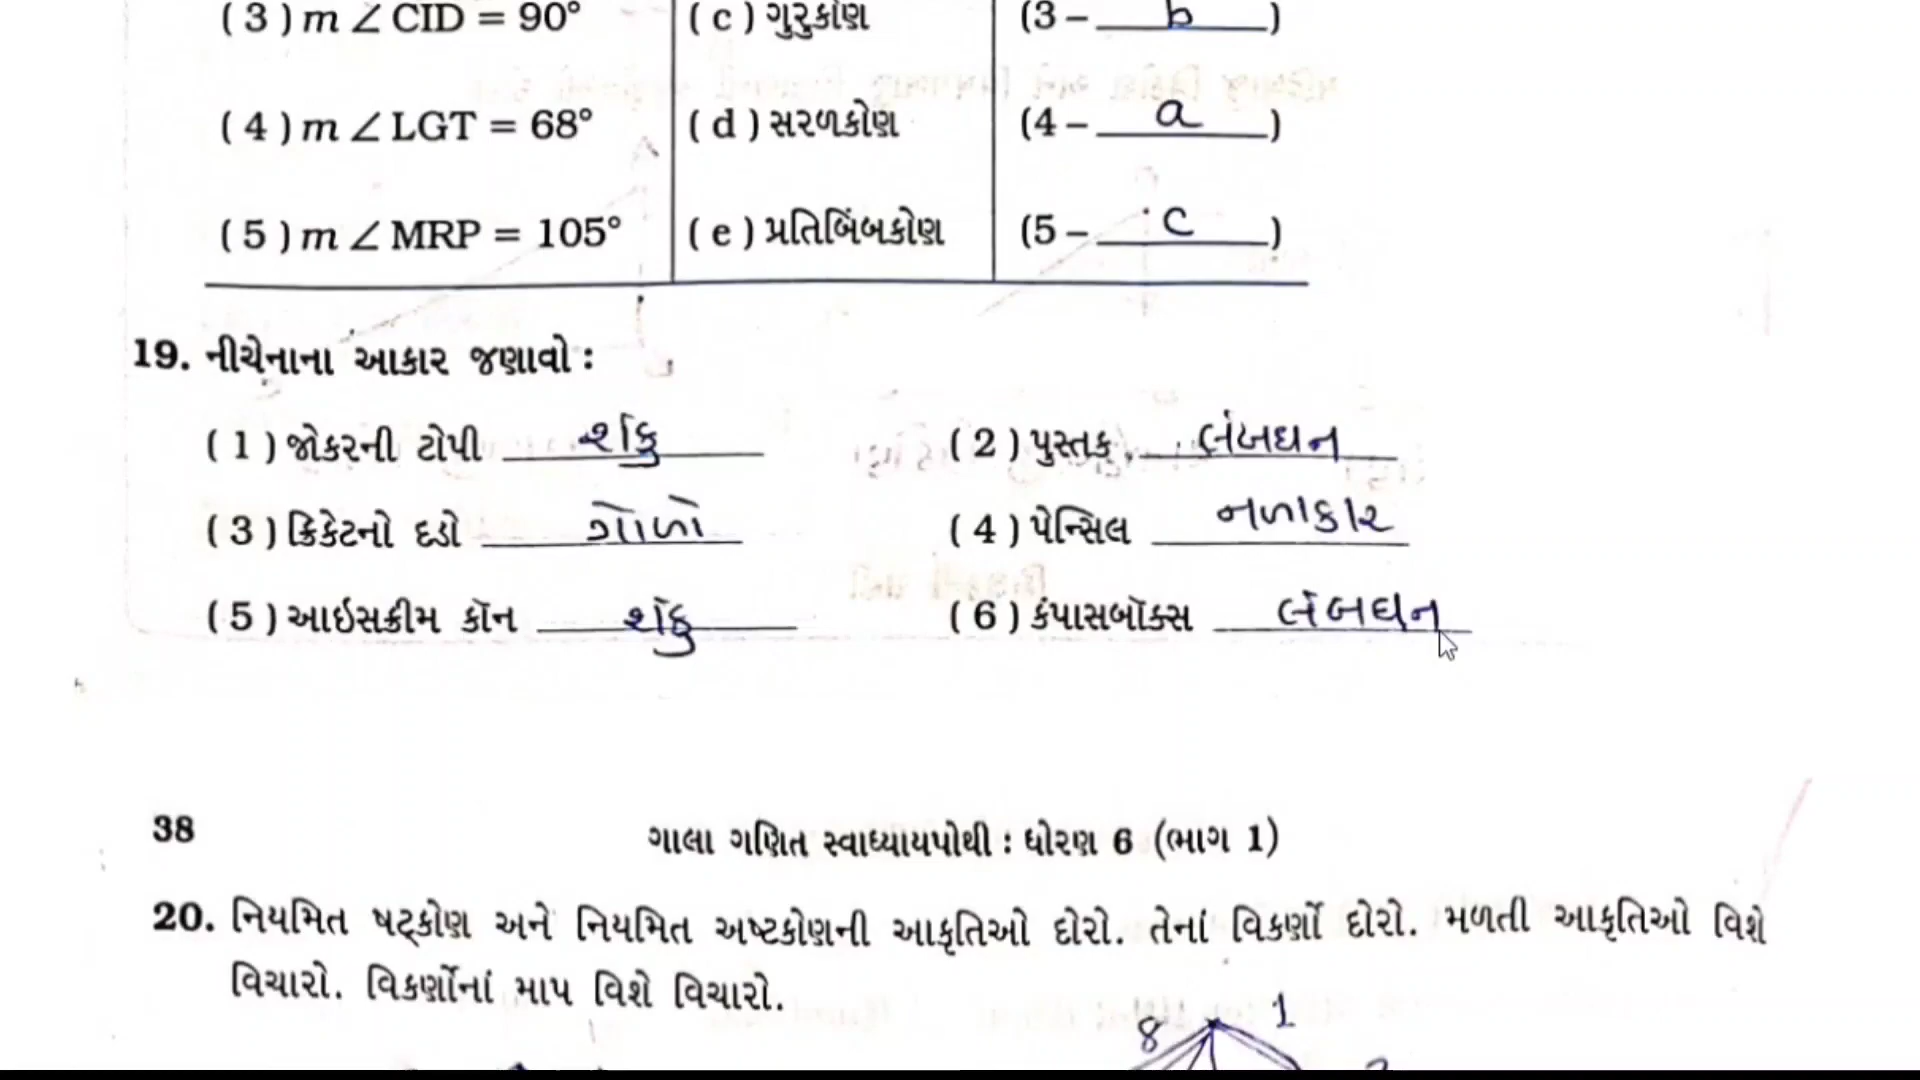 (3) m ∠ CID = 90° (c) ગુરુકોણ (3 – b)
(4) m ∠ LGT = 68° (d) સરળકોણ (4 – a)
(5) m ∠ MRP = 105° (e) પ્રતિબિંબકોણ (5 – c)
19. નીચેનાના આકાર જણાવો :
(1) જોકરની ટોપી શંકુ (2) પુસ્તક લંબઘન
(3) ક્રિકેટનો દડો ગોળો (4) પેન્સિલ નળાકાર
(5) આઇસક્રીમ કૉન શંકુ (6) કંપાસબૉક્સ લંબઘન
38 ગાલા ગણિત સ્વાધ્યાયપોથી : ધોરણ 6 (ભાગ 1)
20. નિયમિત ષટ્કોણ અને નિયમિત અષ્ટકોણની આકૃતિઓ દોરો. તેનાં વિકર્ણો દોરો. મળતી આકૃતિઓ વિશે
વિચારો. વિકર્ણોનાં માપ વિશે વિચારો.
8 1